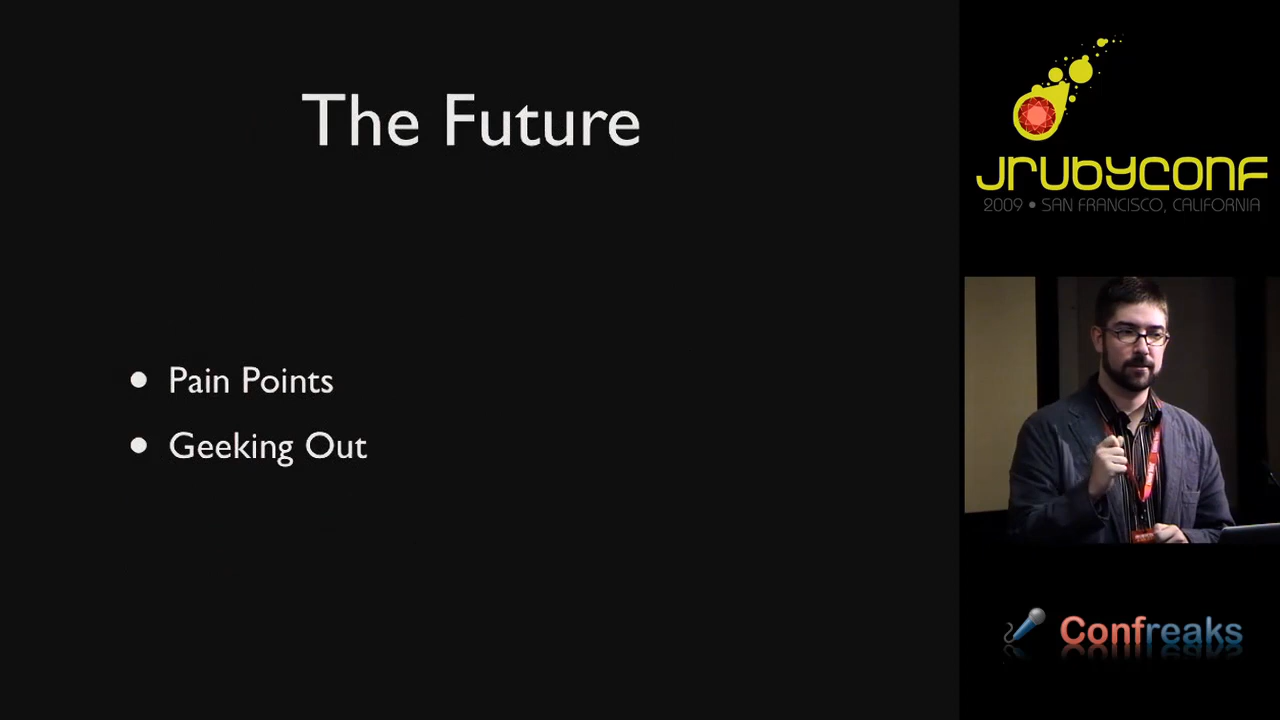 The Future
• Pain Points
• Geeking Out
JRubyConf
2009 • SAN FRANCISCO, CALIFORNIA
Confreaks